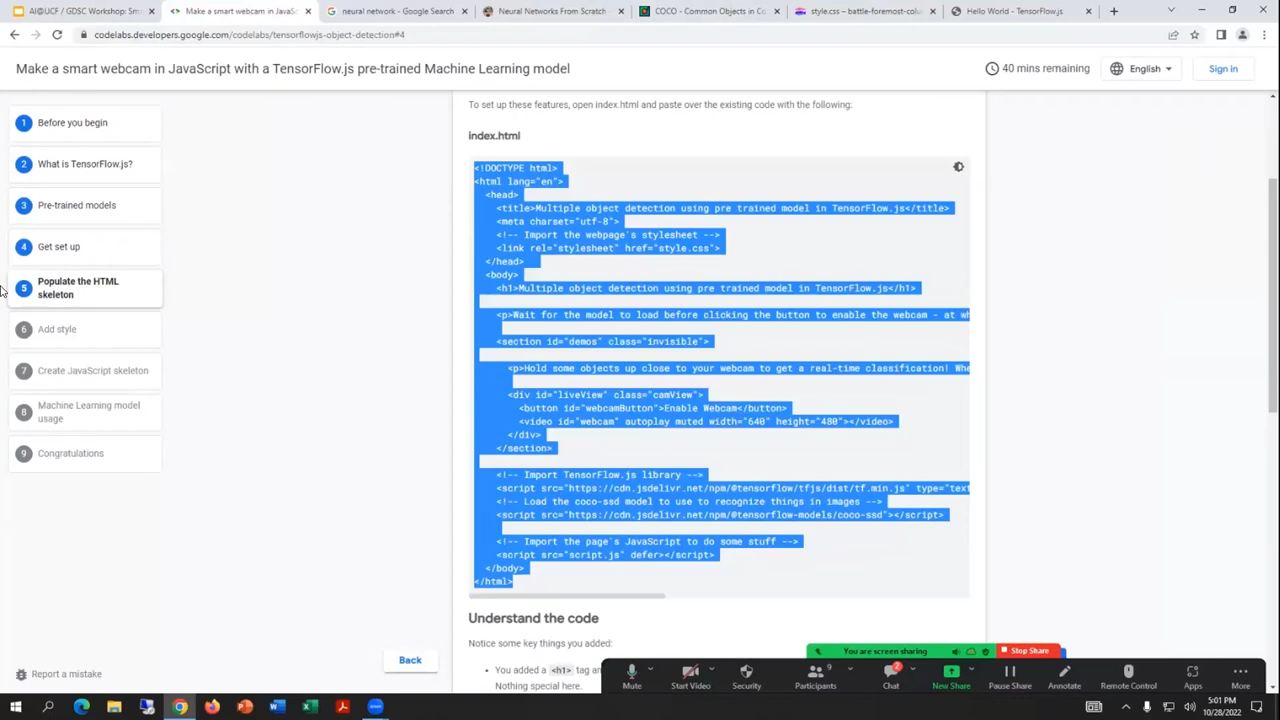 AI@UCF / GDSC Workshop: Sma
Make a smart webcam in JavaSc
neural network - Google Search
Neural Networks From Scratch -
COCO - Common Objects in Co
style.css – battle-foremost-colu
Hello World - TensorFlow.js
codelabs.developers.google.com/codelabs/tensorflowjs-object-detection#4
Make a smart webcam in JavaScript with a TensorFlow.js pre-trained Machine Learning model
40 mins remaining
English
Sign in
1 Before you begin
2 What is TensorFlow.js?
3 Pre-trained models
4 Get set up
5 Populate the HTML
skeleton
6 Add style
7 Create JavaScript skeleton
8 Machine Learning model
usage
9 Congratulations
Report a mistake
To set up these features, open index.html and paste over the existing code with the following:
index.html
<!DOCTYPE html>
<html lang="en">
<head>
<title>Multiple object detection using pre trained model in TensorFlow.js</title>
<meta charset="utf-8">
<!-- Import the webpage's stylesheet -->
<link rel="stylesheet" href="style.css">
</head>
<body>
<h1>Multiple object detection using pre trained model in TensorFlow.js</h1>
<p>Wait for the model to load before clicking the button to enable the webcam - at wh
<section id="demos" class="invisible">
<p>Hold some objects up close to your webcam to get a real-time classification! Whe
<div id="liveView" class="camView">
<button id="webcamButton">Enable Webcam</button>
<video id="webcam" autoplay muted width="640" height="480"></video>
</div>
</section>
<!-- Import TensorFlow.js library -->
<script src="https://cdn.jsdelivr.net/npm/@tensorflow/tfjs/dist/tf.min.js" type="text
<!-- Load the coco-ssd model to use to recognize things in images -->
<script src="https://cdn.jsdelivr.net/npm/@tensorflow-models/coco-ssd"></script>
<!-- Import the page's JavaScript to do some stuff -->
<script src="script.js" defer></script>
</body>
</html>
Understand the code
Notice some key things you added:
You added a <h1> tag an
Nothing special here.
Back
You are screen sharing
Stop Share
Mute
Start Video
Security
9
Participants
2
Chat
New Share
Pause Share
Annotate
Remote Control
Apps
More
5:01 PM
10/28/2022